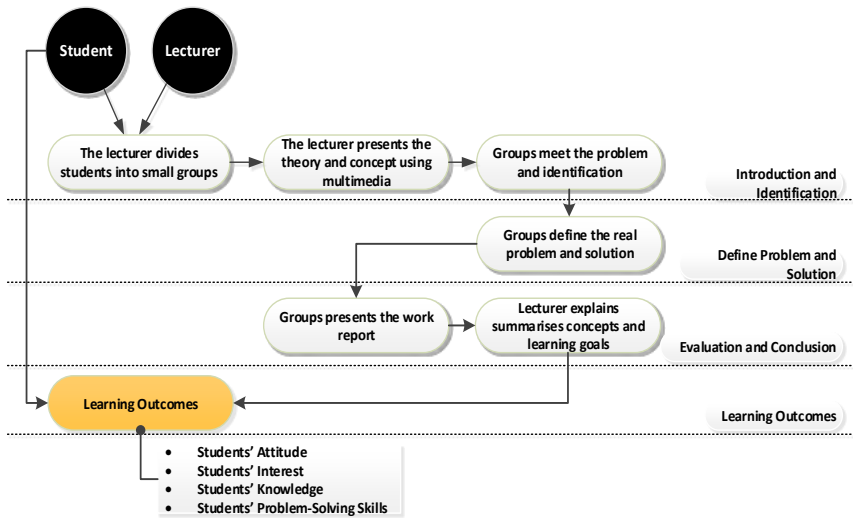 Student
Lecturer
The lecturer divides
students into small groups
The lecturer presents the
theory and concept using
multimedia
Groups meet the problem
and identification
Introduction and
Identification
Groups define the real
problem and solution
Define Problem and
Solution
Groups presents the work
report
Lecturer explains
summarises concepts and
learning goals
Evaluation and Conclusion
Learning Outcomes
Learning Outcomes
• Students’ Attitude
• Students’ Interest
• Students’ Knowledge
• Students’ Problem-Solving Skills